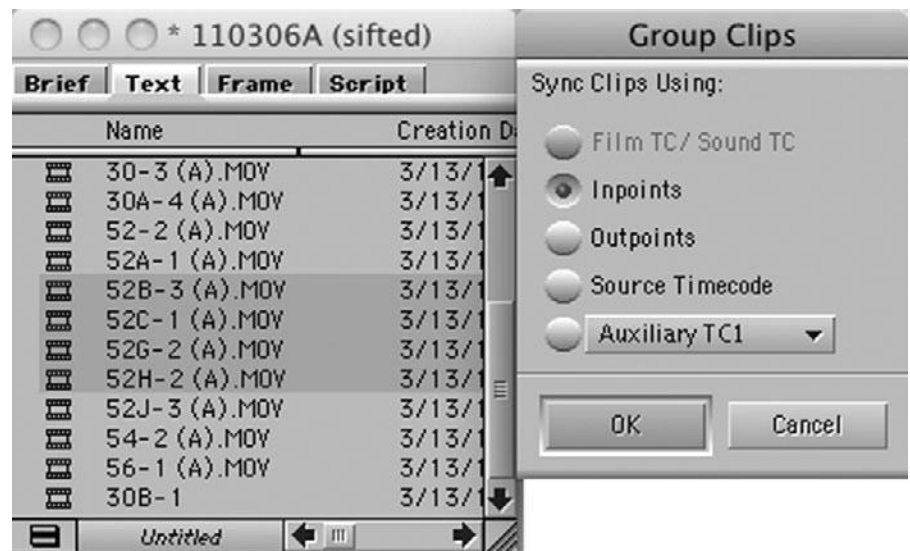 * 110306A (sifted)
Brief Text Frame Script
Name Creation D
30-3 (A).MOV 3/13/1
30A-4 (A).MOV 3/13/1
52-2 (A).MOV 3/13/1
52A-1 (A).MOV 3/13/1
52B-3 (A).MOV 3/13/1
52C-1 (A).MOV 3/13/1
52G-2 (A).MOV 3/13/1
52H-2 (A).MOV 3/13/1
52J-3 (A).MOV 3/13/1
54-2 (A).MOV 3/13/1
56-1 (A).MOV 3/13/1
30B-1 3/13/1
Untitled
Group Clips
Sync Clips Using:
Film TC/ Sound TC
Inpoints
Outpoints
Source Timecode
Auxiliary TC1
OK Cancel